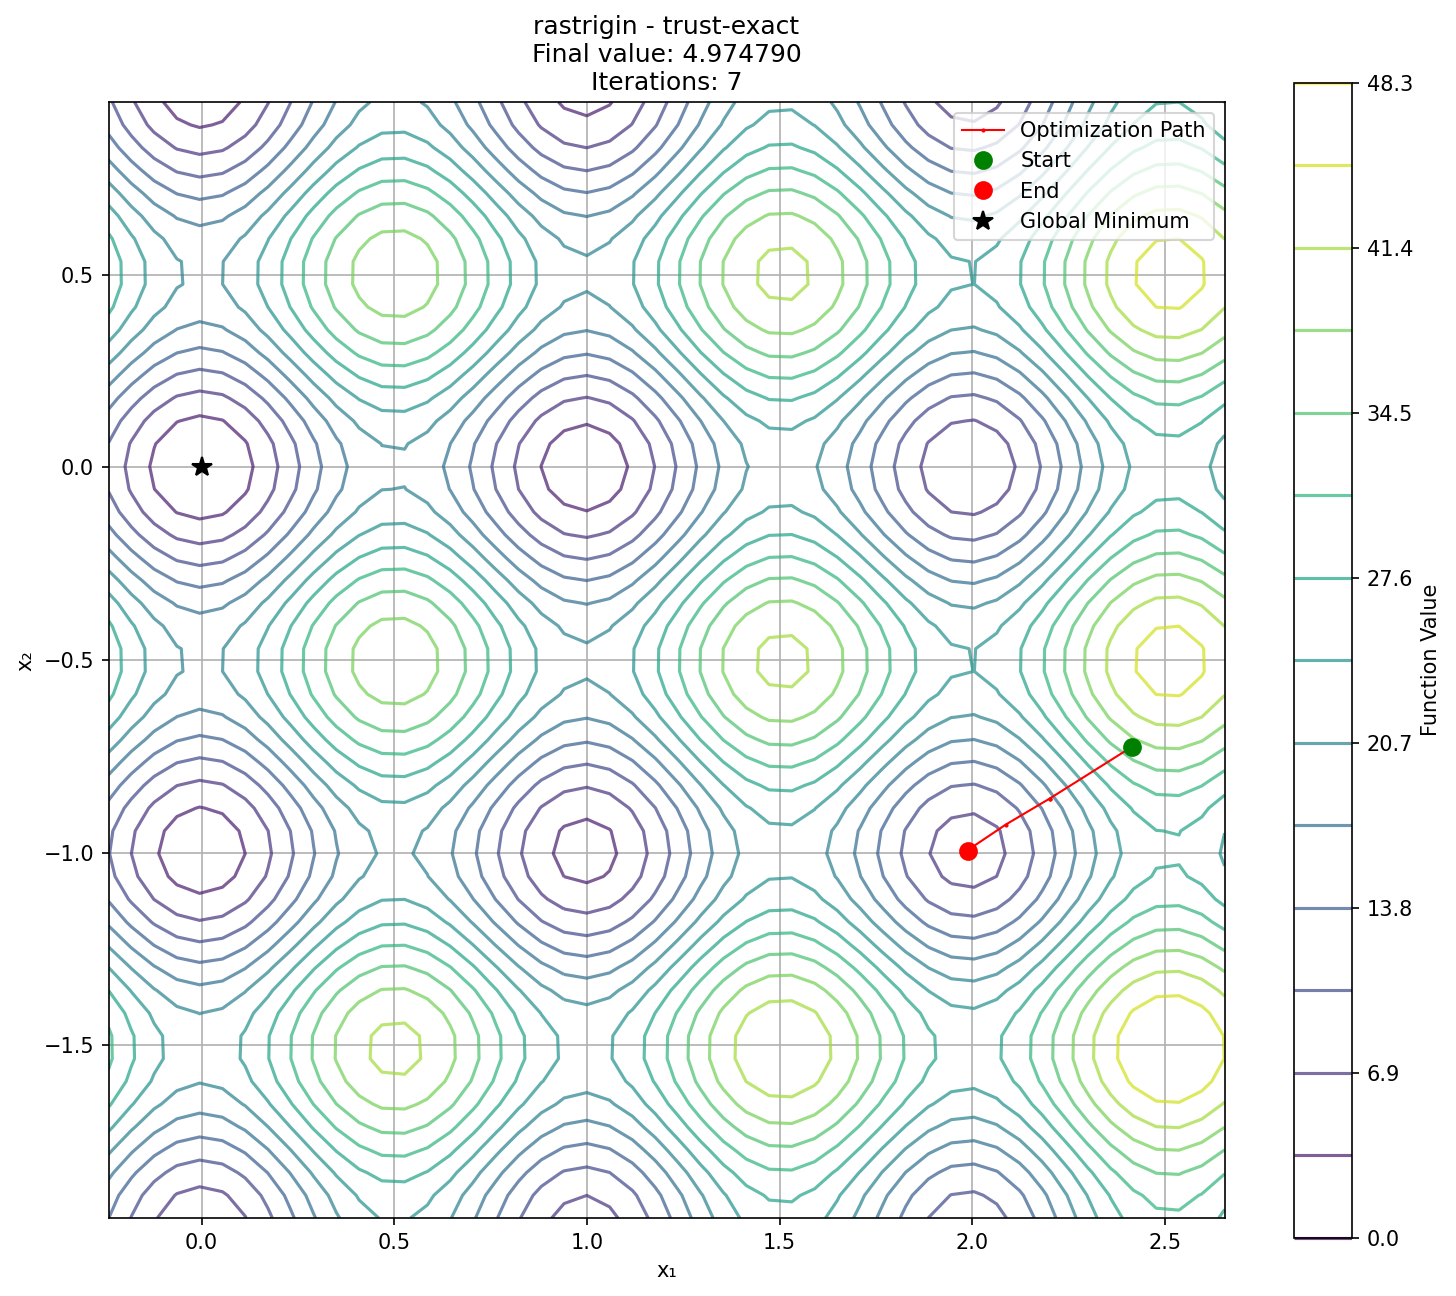 rastrigin - trust-exact
Final value: 4.974790
Iterations: 7
Optimization Path
Start
End
Global Minimum
0.5
0.0
−0.5
−1.0
−1.5
x₂
0.0
0.5
1.0
1.5
2.0
2.5
x₁
48.3
41.4
34.5
27.6
20.7
13.8
6.9
0.0
Function Value